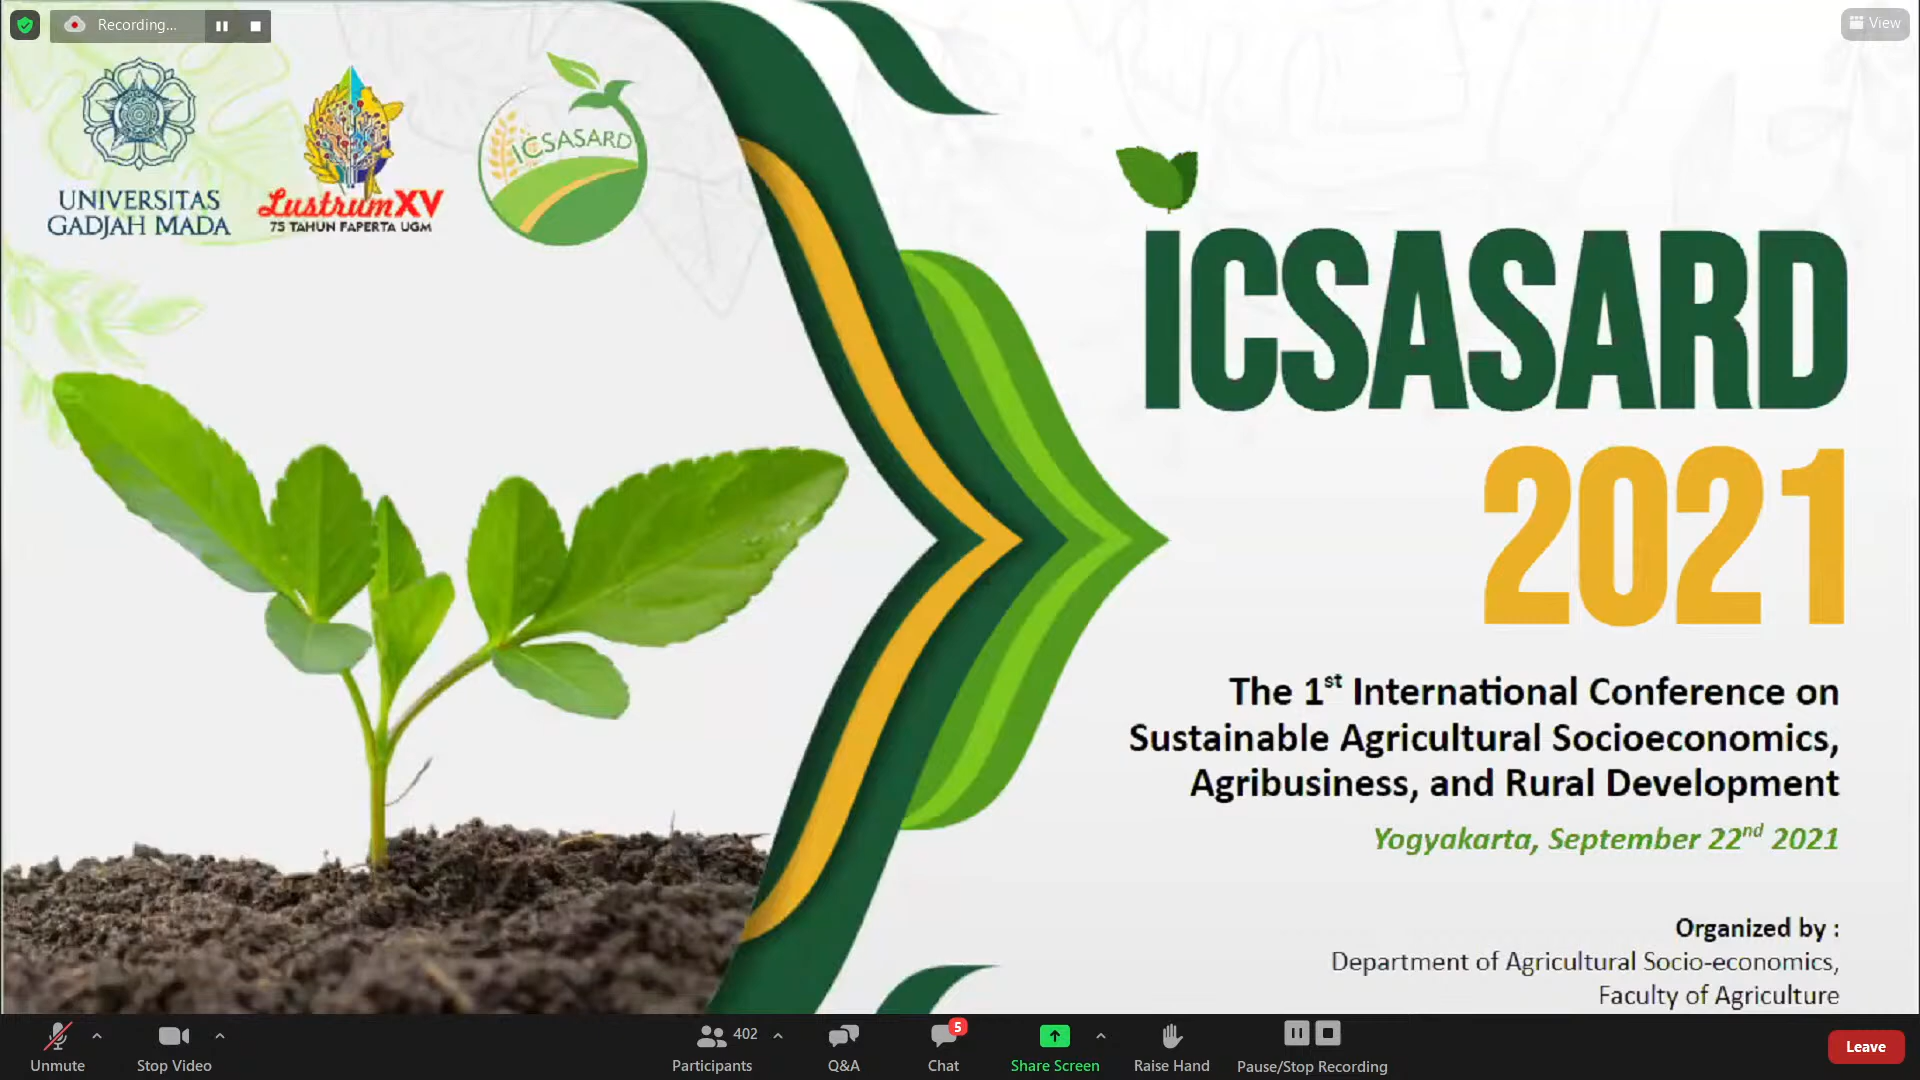 Recording...
View
UNIVERSITAS
GADJAH MADA
Lustrum XV
75 TAHUN FAPERTA UGM
ICSASARD
ICSASARD
2021
The 1st International Conference on
Sustainable Agricultural Socioeconomics,
Agribusiness, and Rural Development
Yogyakarta, September 22nd 2021
Organized by :
Department of Agricultural Socio-economics,
Faculty of Agriculture
Unmute
Stop Video
402
Participants
Q&A
5
Chat
Share Screen
Raise Hand
Pause/Stop Recording
Leave